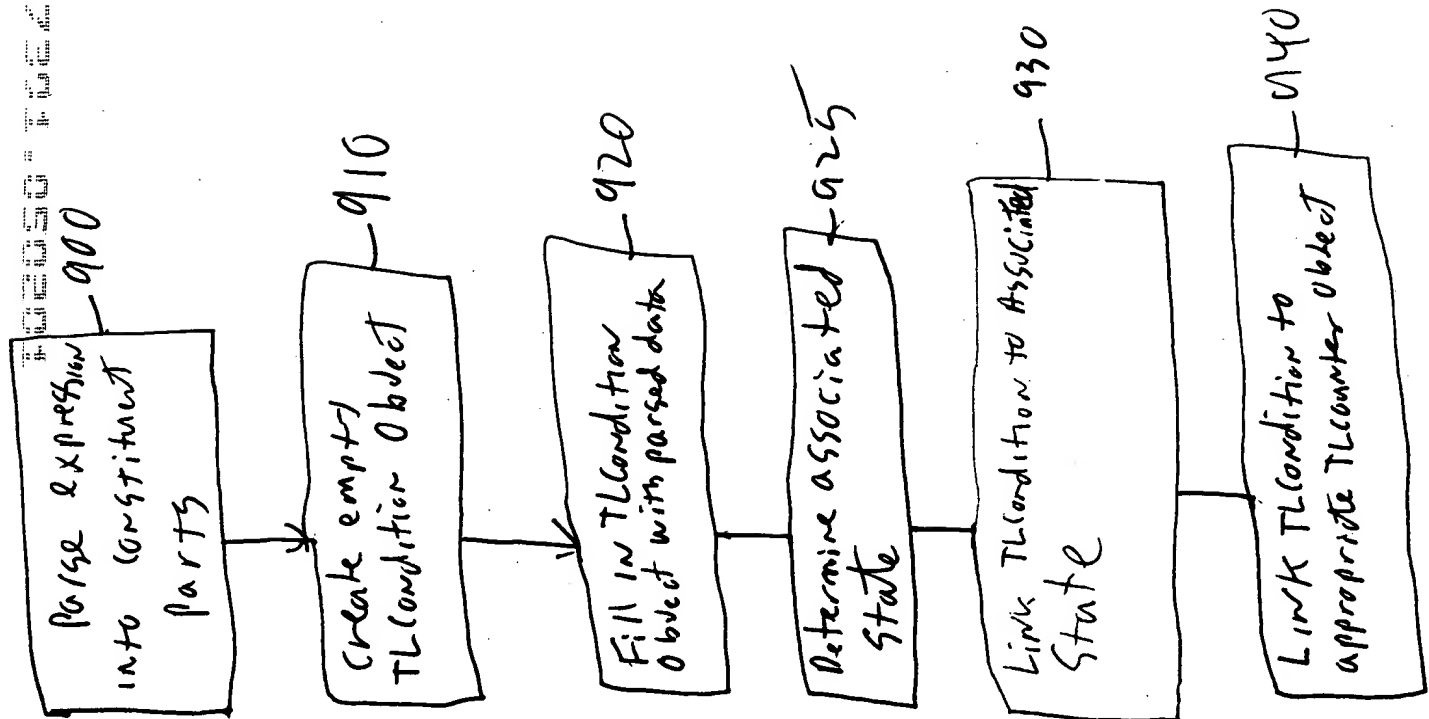 Parse expression
into constituent
parts
900
Create empty
TLCondition Object
910
Fill in TLCondition
Object with parsed data
920
Determine associated
State
925
Link TLCondition to Associated
State
930
Link TLCondition to
appropriate TLCounter Object
940